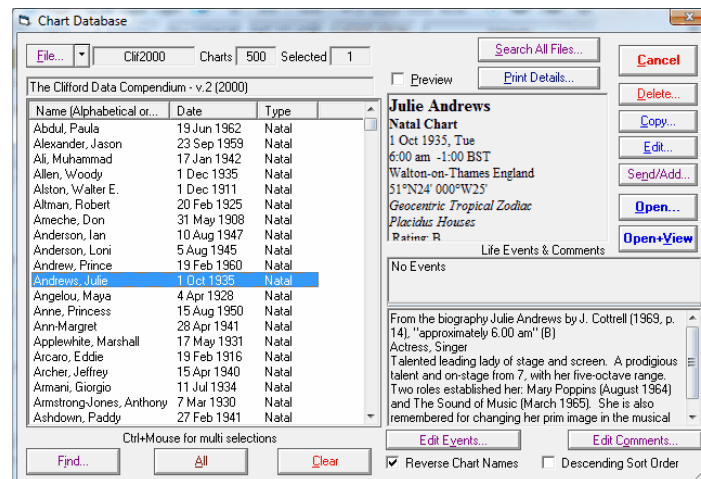 Chart Database
File... Clif2000 Charts 500 Selected 1
The Clifford Data Compendium - v.2 (2000)
Name (Alphabetical or... Date Type
Abdul, Paula 19 Jun 1962 Natal
Alexander, Jason 23 Sep 1959 Natal
Ali, Muhammad 17 Jan 1942 Natal
Allen, Woody 1 Dec 1935 Natal
Alston, Walter E. 1 Dec 1911 Natal
Altman, Robert 20 Feb 1925 Natal
Ameche, Don 31 May 1908 Natal
Anderson, Ian 10 Aug 1947 Natal
Anderson, Loni 5 Aug 1945 Natal
Andrew, Prince 19 Feb 1960 Natal
Andrews, Julie 1 Oct 1935 Natal
Angelou, Maya 4 Apr 1928 Natal
Anne, Princess 15 Aug 1950 Natal
Ann-Margret 28 Apr 1941 Natal
Applewhite, Marshall 17 May 1931 Natal
Arcaro, Eddie 19 Feb 1916 Natal
Archer, Jeffrey 15 Apr 1940 Natal
Armani, Giorgio 11 Jul 1934 Natal
Armstrong-Jones, Anthony 7 Mar 1930 Natal
Ashdown, Paddy 27 Feb 1941 Natal
Ctrl+Mouse for multi selections
Find... All Clear
Search All Files...
Preview Print Details...
Julie Andrews
Natal Chart
1 Oct 1935, Tue
6:00 am -1:00 BST
Walton-on-Thames England
51°N24' 000°W25'
Geocentric Tropical Zodiac
Placidus Houses
Rating: B
Life Events & Comments
No Events
From the biography Julie Andrews by J. Cottrell (1969, p.
14), "approximately 6.00 am" (B)
Actress, Singer
Talented leading lady of stage and screen. A prodigious
talent and on-stage from 7, with her five-octave range.
Two roles established her: Mary Poppins (August 1964)
and The Sound of Music (March 1965). She is also
remembered for changing her prim image in the musical
Edit Events... Edit Comments...
Reverse Chart Names Descending Sort Order
Cancel
Delete...
Copy...
Edit...
Send/Add...
Open...
Open+View